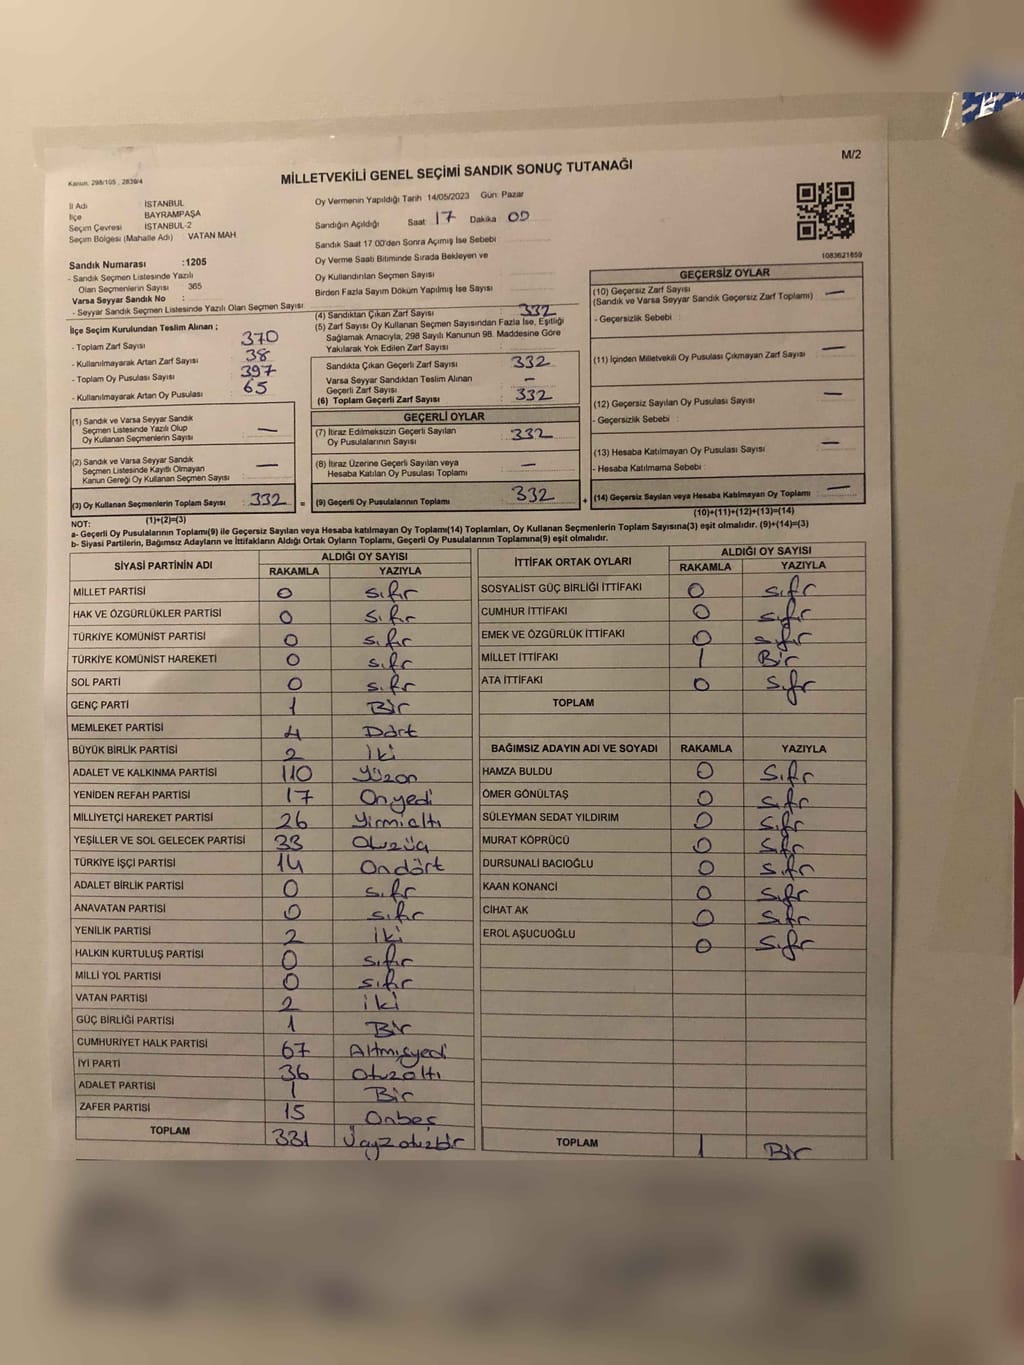 M/2
Kanun. 298/105 , 2839/4
MİLLETVEKİLİ GENEL SEÇİMİ SANDIK SONUÇ TUTANAĞI
İl Adı İSTANBUL
İlçe BAYRAMPAŞA
Seçim Çevresi İSTANBUL-2
Seçim Bölgesi (Mahalle Adı) : VATAN MAH
Sandık Numarası :1205
- Sandık Seçmen Listesinde Yazılı
Olan Seçmenlerin Sayısı 365
Varsa Seyyar Sandık No :
- Seyyar Sandık Seçmen Listesinde Yazılı Olan Seçmen Sayısı:
Oy Vermenin Yapıldığı Tarih 14/05/2023 Gün: Pazar
Sandığın Açıldığı Saat 17 Dakika 00
Sandık Saat 17.00'den Sonra Açımış İse Sebebi
Oy Verme Saati Bitiminde Sırada Bekleyen ve
Oy Kullandırılan Seçmen Sayısı
Birden Fazla Sayım Döküm Yapılmış İse Sayısı
1083621659
İlçe Seçim Kurulundan Teslim Alınan ;
- Toplam Zarf Sayısı : 370
- Kullanılmayarak Artan Zarf Sayısı : 38
- Toplam Oy Pusulası Sayısı : 397
- Kullanılmayarak Artan Oy Pusulası : 65
(4) Sandıktan Çıkan Zarf Sayısı : 332
(5) Zarf Sayısı Oy Kullanan Seçmen Sayısından Fazla İse, Eşitliği
Sağlamak Amacıyla, 298 Sayılı Kanunun 98. Maddesine Göre
Yakılarak Yok Edilen Zarf Sayısı :
Sandıkta Çıkan Geçerli Zarf Sayısı : 332
Varsa Seyyar Sandıktan Teslim Alınan
Geçerli Zarf Sayısı : –
(6) Toplam Geçerli Zarf Sayısı : 332
GEÇERSİZ OYLAR
(10) Geçersiz Zarf Sayısı : –
(Sandık ve Varsa Seyyar Sandık Geçersiz Zarf Toplamı)
- Geçersizlik Sebebi :
(11) İçinden Milletvekili Oy Pusulası Çıkmayan Zarf Sayısı : –
(12) Geçersiz Sayılan Oy Pusulası Sayısı : –
- Geçersizlik Sebebi :
(13) Hesaba Katılmayan Oy Pusulası Sayısı : –
- Hesaba Katılmama Sebebi :
(14) Geçersiz Sayılan veya Hesaba Katılmayan Oy Toplamı : –
(10)+(11)+(12)+(13)=(14)
(1) Sandık ve Varsa Seyyar Sandık
Seçmen Listesinde Yazılı Olup
Oy Kullanan Seçmenlerin Sayısı : –
(2) Sandık ve Varsa Seyyar Sandık
Seçmen Listesinde Kayıtlı Olmayan
Kanun Gereği Oy Kullanan Seçmen Sayısı : –
(3) Oy Kullanan Seçmenlerin Toplam Sayısı : 332 =
(1)+(2)=(3)
GEÇERLİ OYLAR
(7) İtiraz Edilmeksizin Geçerli Sayılan
Oy Pusulalarının Sayısı : 332
(8) İtiraz Üzerine Geçerli Sayılan veya
Hesaba Katılan Oy Pusulası Toplamı : –
(9) Geçerli Oy Pusulalarının Toplamı : 332 +
NOT:
a- Geçerli Oy Pusulalarının Toplamı(9) ile Geçersiz Sayılan veya Hesaba katılmayan Oy Toplamı(14) Toplamları, Oy Kullanan Seçmenlerin Toplam Sayısına(3) eşit olmalıdır. (9)+(14)=(3)
b- Siyasi Partilerin, Bağımsız Adayların ve İttifakların Aldığı Ortak Oyların Toplamı, Geçerli Oy Pusulalarının Toplamına(9) eşit olmalıdır.
SİYASİ PARTİNİN ADI ALDIĞI OY SAYISI
RAKAMLA YAZIYLA
MİLLET PARTİSİ 0 sıfır
HAK VE ÖZGÜRLÜKLER PARTİSİ 0 sıfır
TÜRKİYE KOMÜNİST PARTİSİ 0 sıfır
TÜRKİYE KOMÜNİST HAREKETİ 0 sıfır
SOL PARTİ 0 sıfır
GENÇ PARTİ 1 Bir
MEMLEKET PARTİSİ 4 Dört
BÜYÜK BİRLİK PARTİSİ 2 iki
ADALET VE KALKINMA PARTİSİ 110 yüzon
YENİDEN REFAH PARTİSİ 17 Onyedi
MİLLİYETÇİ HAREKET PARTİSİ 26 yirmialtı
YEŞİLLER VE SOL GELECEK PARTİSİ 33 Otuzüç
TÜRKİYE İŞÇİ PARTİSİ 14 Ondört
ADALET BİRLİK PARTİSİ 0 sıfır
ANAVATAN PARTİSİ 0 sıfır
YENİLİK PARTİSİ 2 iki
HALKIN KURTULUŞ PARTİSİ 0 sıfır
MİLLİ YOL PARTİSİ 0 sıfır
VATAN PARTİSİ 2 iki
GÜÇ BİRLİĞİ PARTİSİ 1 Bir
CUMHURİYET HALK PARTİSİ 67 Altmışyedi
İYİ PARTİ 36 Otuzaltı
ADALET PARTİSİ 1 Bir
ZAFER PARTİSİ 15 Onbeş
TOPLAM 331 Üçyüzotuzbir
İTTİFAK ORTAK OYLARI ALDIĞI OY SAYISI
RAKAMLA YAZIYLA
SOSYALİST GÜÇ BİRLİĞİ İTTİFAKI 0 sıfır
CUMHUR İTTİFAKI 0 sıfır
EMEK VE ÖZGÜRLÜK İTTİFAKI 0 sıfır
MİLLET İTTİFAKI 1 Bir
ATA İTTİFAKI 0 sıfır
TOPLAM
BAĞIMSIZ ADAYIN ADI VE SOYADI RAKAMLA YAZIYLA
HAMZA BULDU 0 Sıfır
ÖMER GÖNÜLTAŞ 0 Sıfır
SÜLEYMAN SEDAT YILDIRIM 0 Sıfır
MURAT KÖPRÜCÜ 0 Sıfır
DURSUNALİ BACIOĞLU 0 Sıfır
KAAN KONANCİ 0 Sıfır
CİHAT AK 0 Sıfır
EROL AŞUCUOĞLU 0 Sıfır
TOPLAM 1 Bir